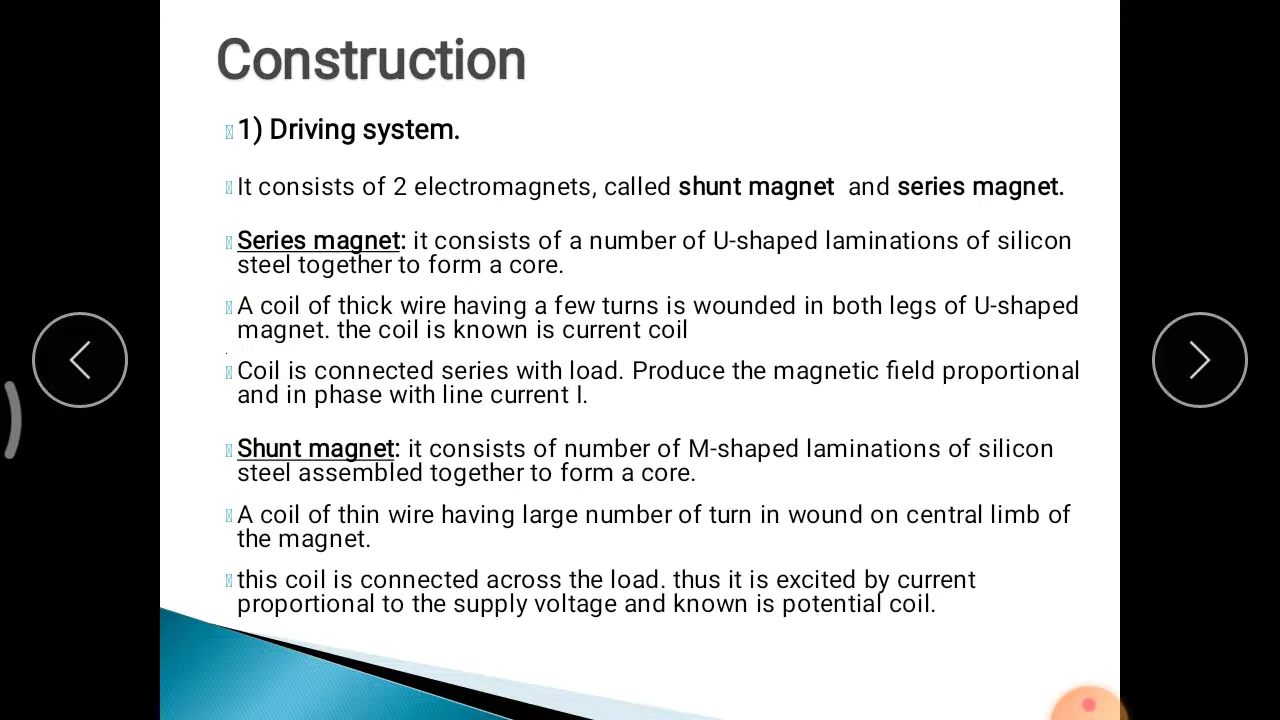 Construction
1) Driving system.
It consists of 2 electromagnets, called shunt magnet and series magnet.
Series magnet: it consists of a number of U-shaped laminations of silicon
steel together to form a core.
A coil of thick wire having a few turns is wounded in both legs of U-shaped
magnet. the coil is known is current coil
Coil is connected series with load. Produce the magnetic field proportional
and in phase with line current I.
Shunt magnet: it consists of number of M-shaped laminations of silicon
steel assembled together to form a core.
A coil of thin wire having large number of turn in wound on central limb of
the magnet.
this coil is connected across the load. thus it is excited by current
proportional to the supply voltage and known is potential coil.